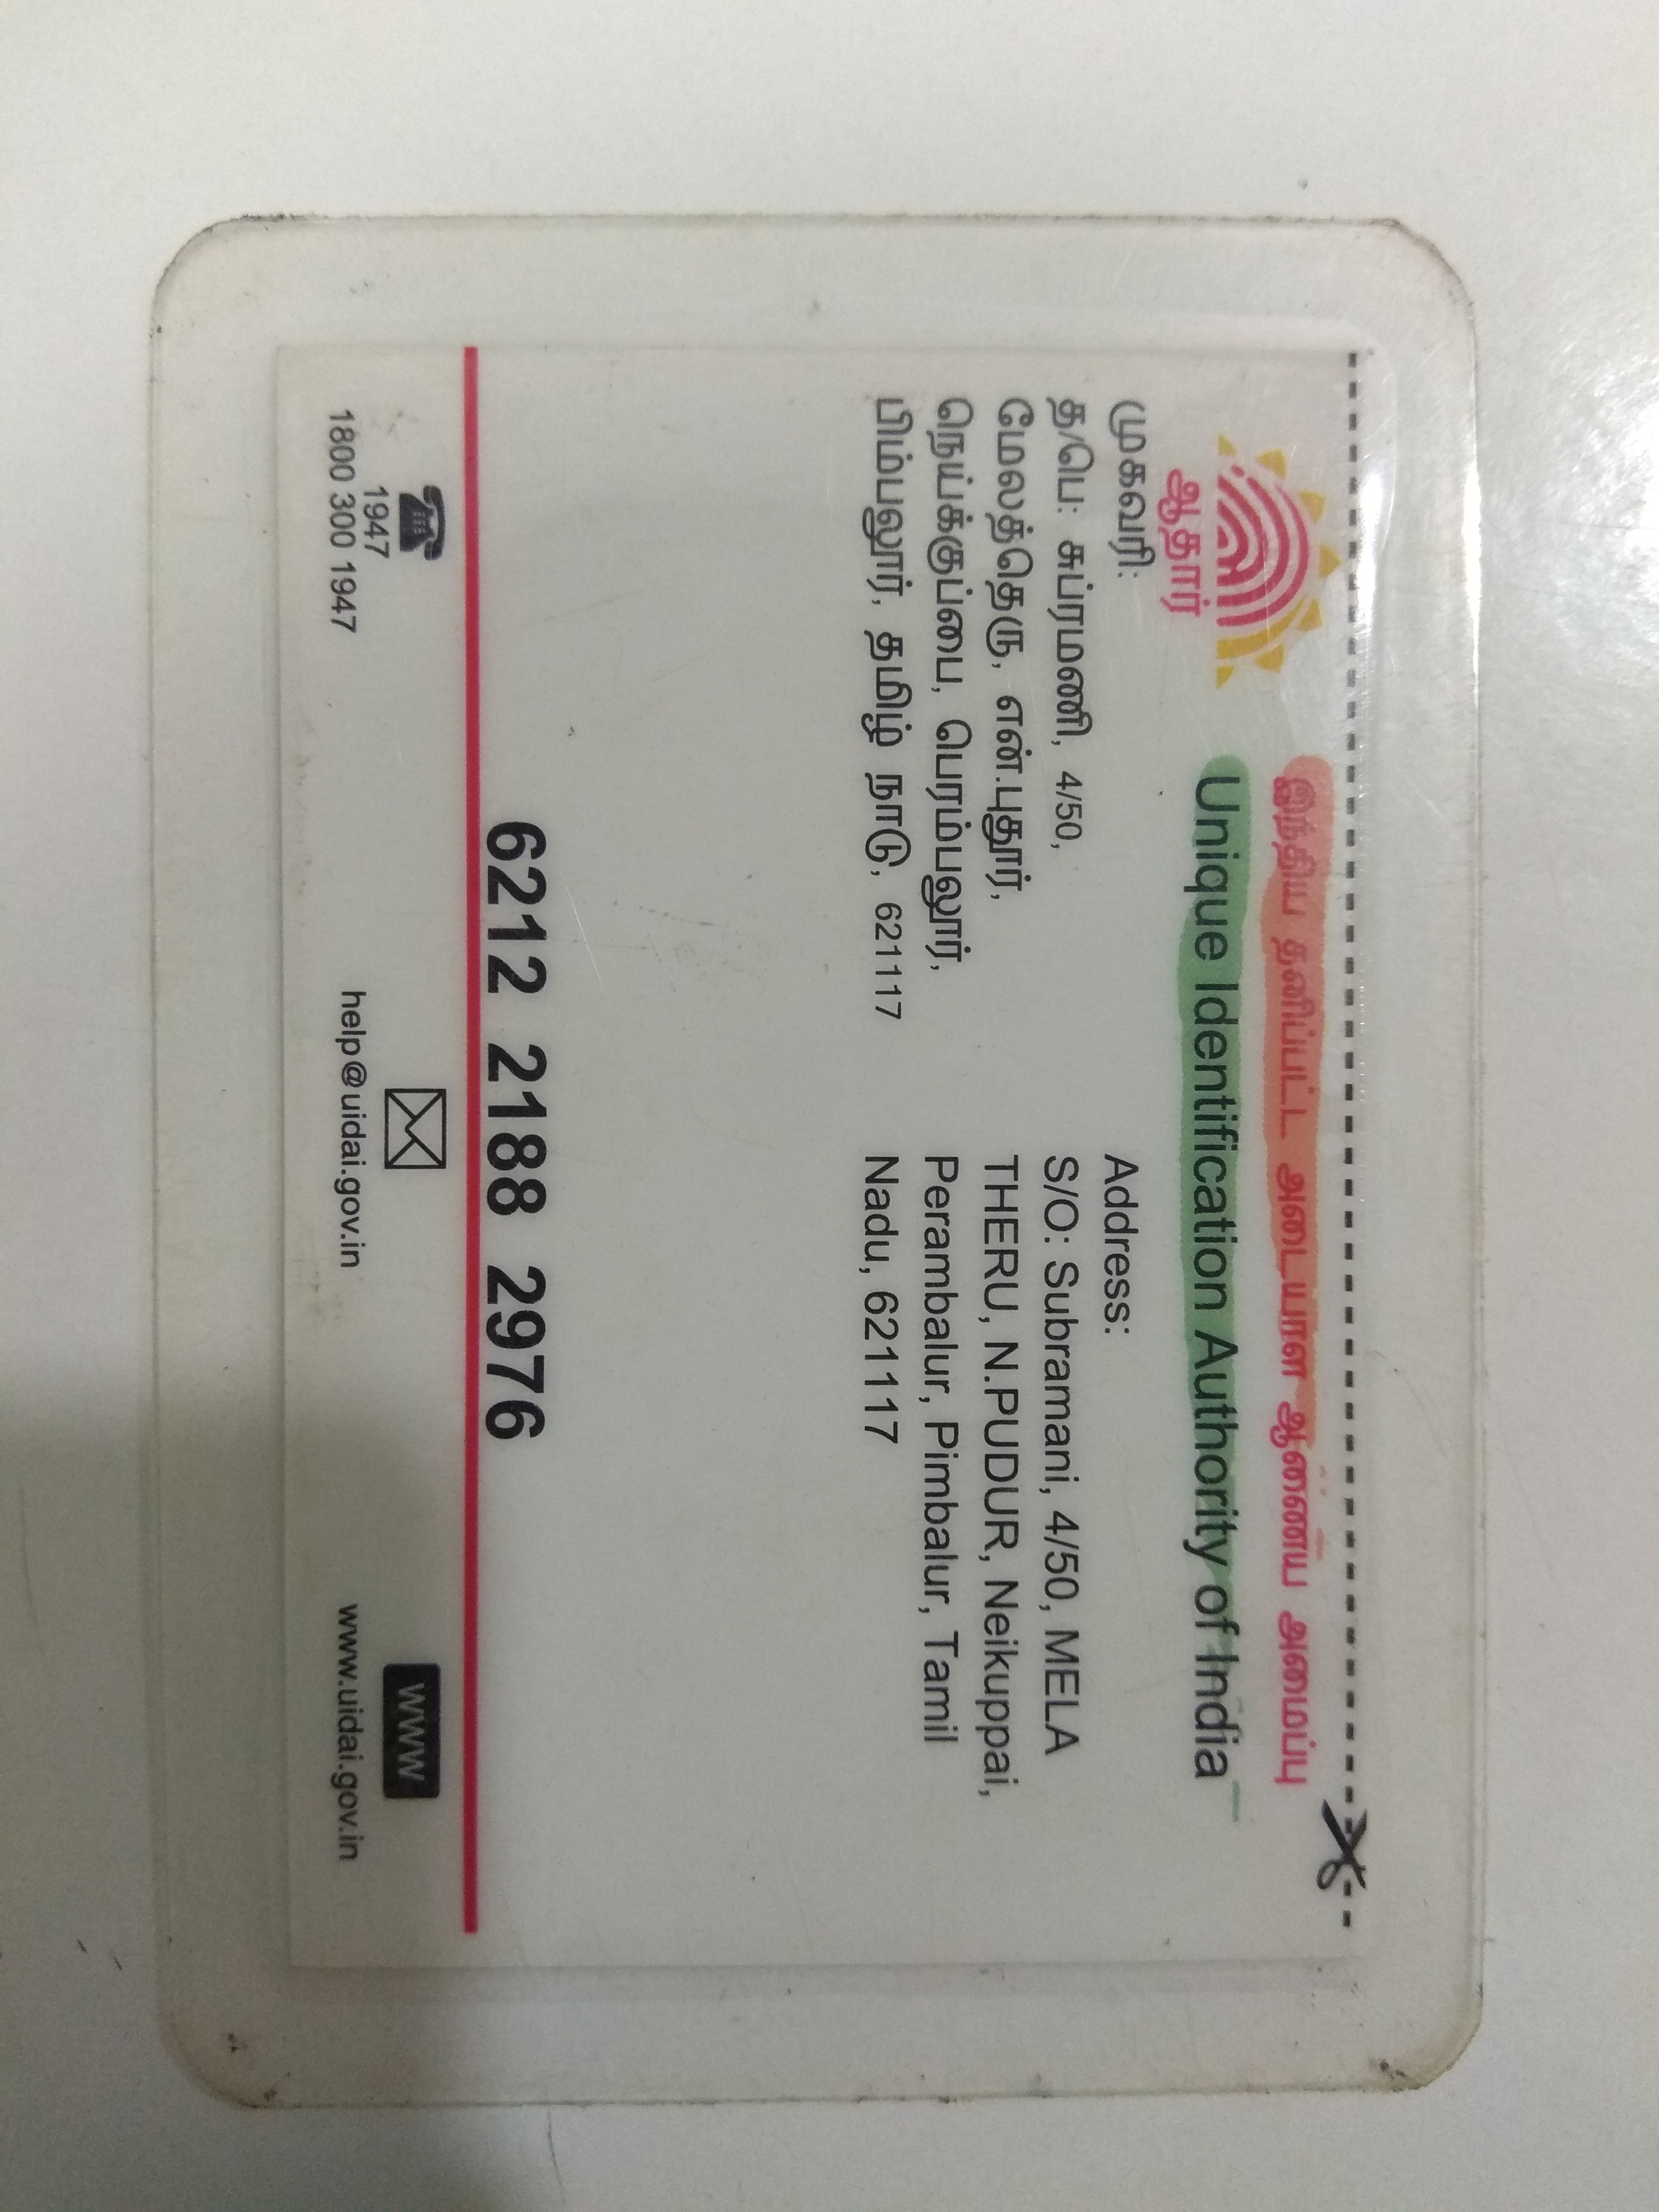 இந்திய தனிப்பட்ட அடையாள ஆணைய அமைப்பு
Unique Identification Authority of India
ஆதார்
முகவரி:
த/பெ: சுப்ரமணி, 4/50,
மேலத்தெரு, என்.புதூர்,
நெய்க்குப்பை, பெரம்பலூர்,
பிம்பலூர், தமிழ் நாடு, 621117
Address:
S/O: Subramani, 4/50, MELA
THERU, N.PUDUR, Neikuppai,
Perambalur, Pimbalur, Tamil
Nadu, 621117
6212 2188 2976
1947
1800 300 1947
help@uidai.gov.in
www
www.uidai.gov.in